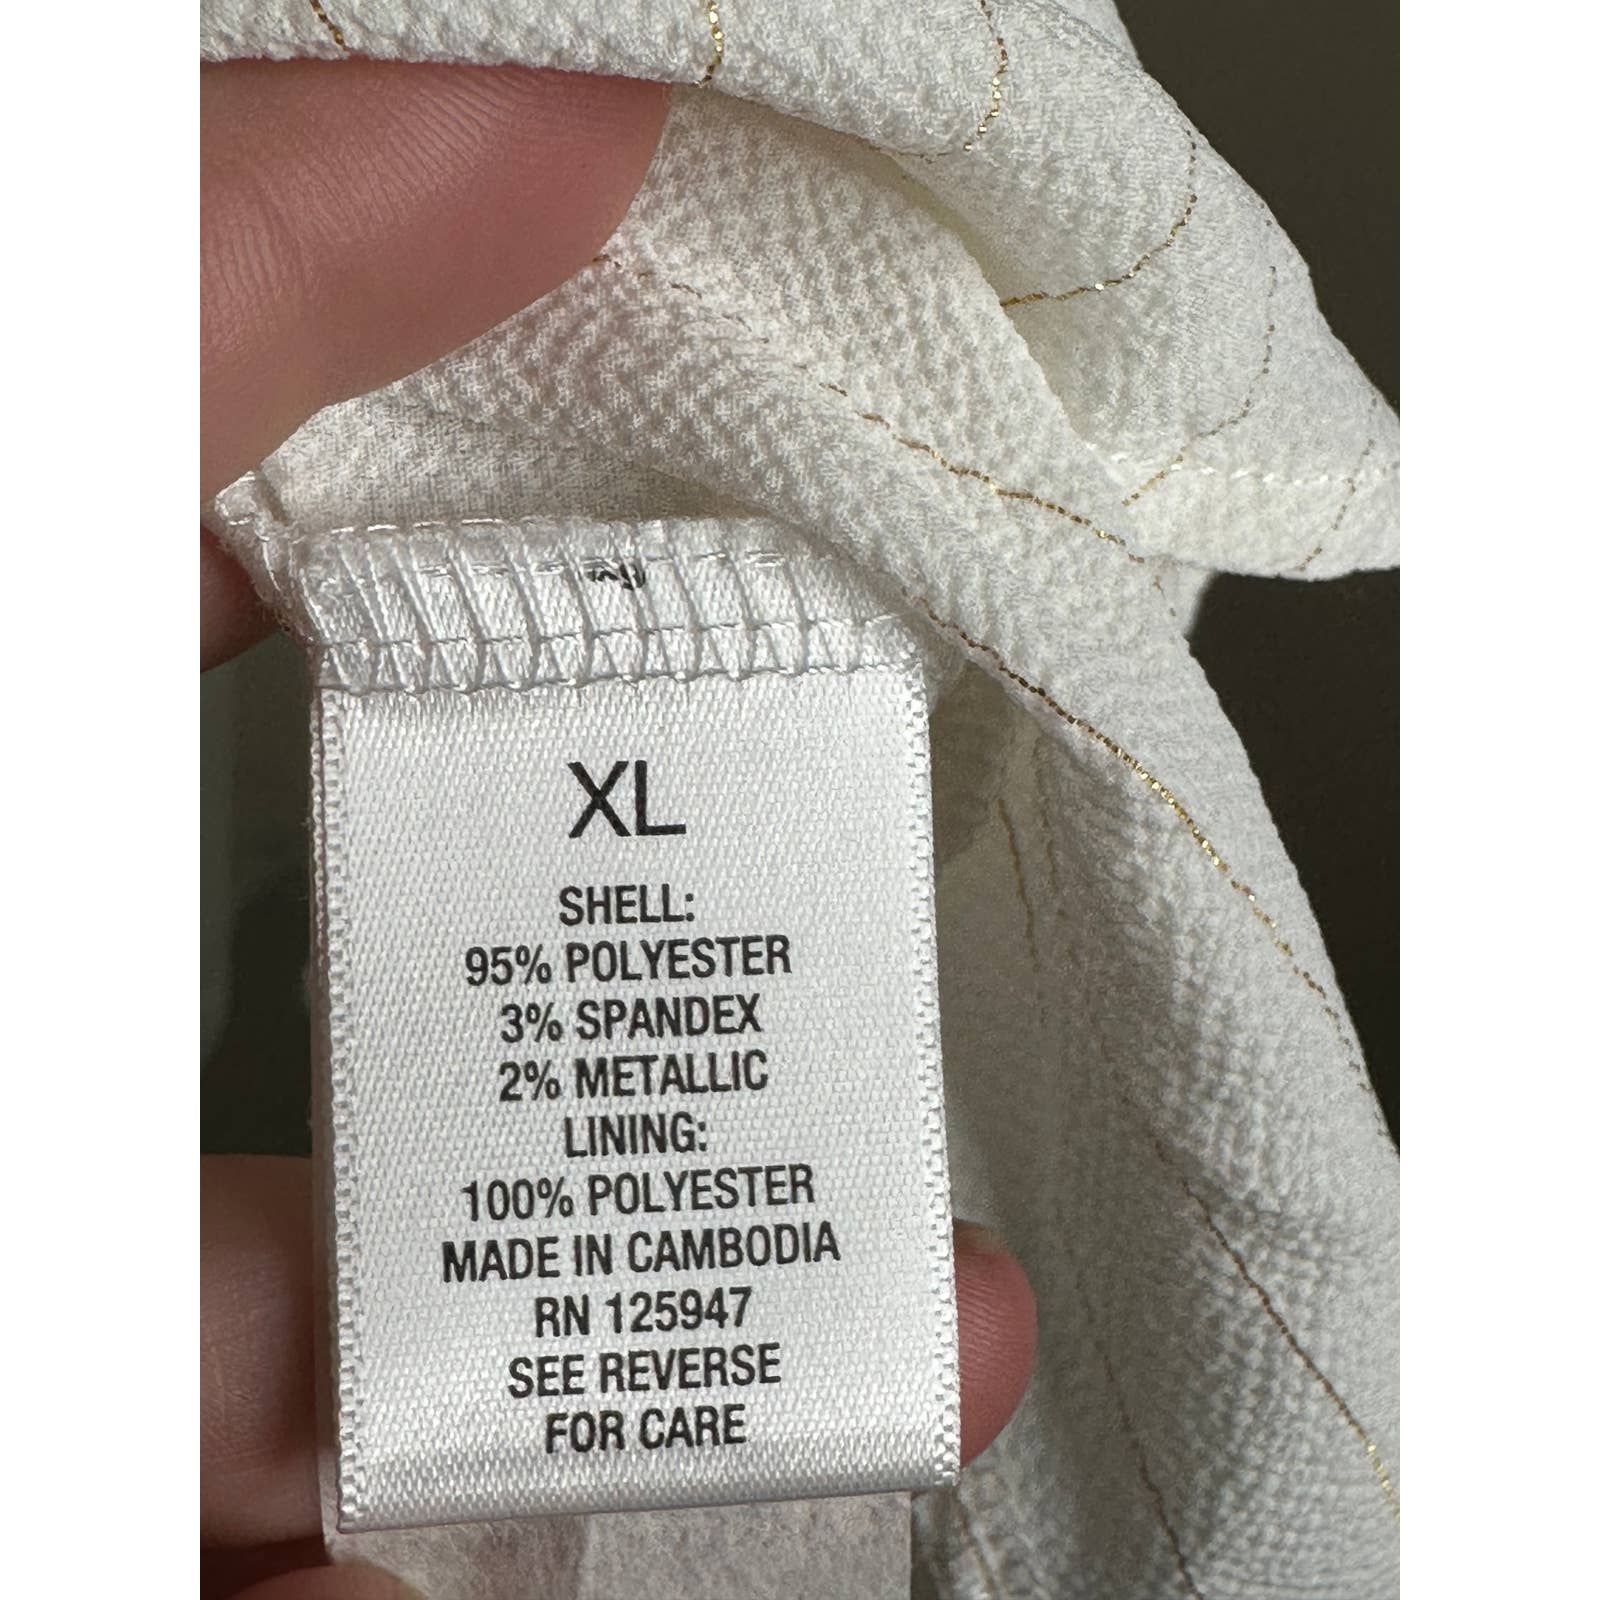 XL
SHELL:
95% POLYESTER
3% SPANDEX
2% METALLIC
LINING:
100% POLYESTER
MADE IN CAMBODIA
RN 125947
SEE REVERSE
FOR CARE